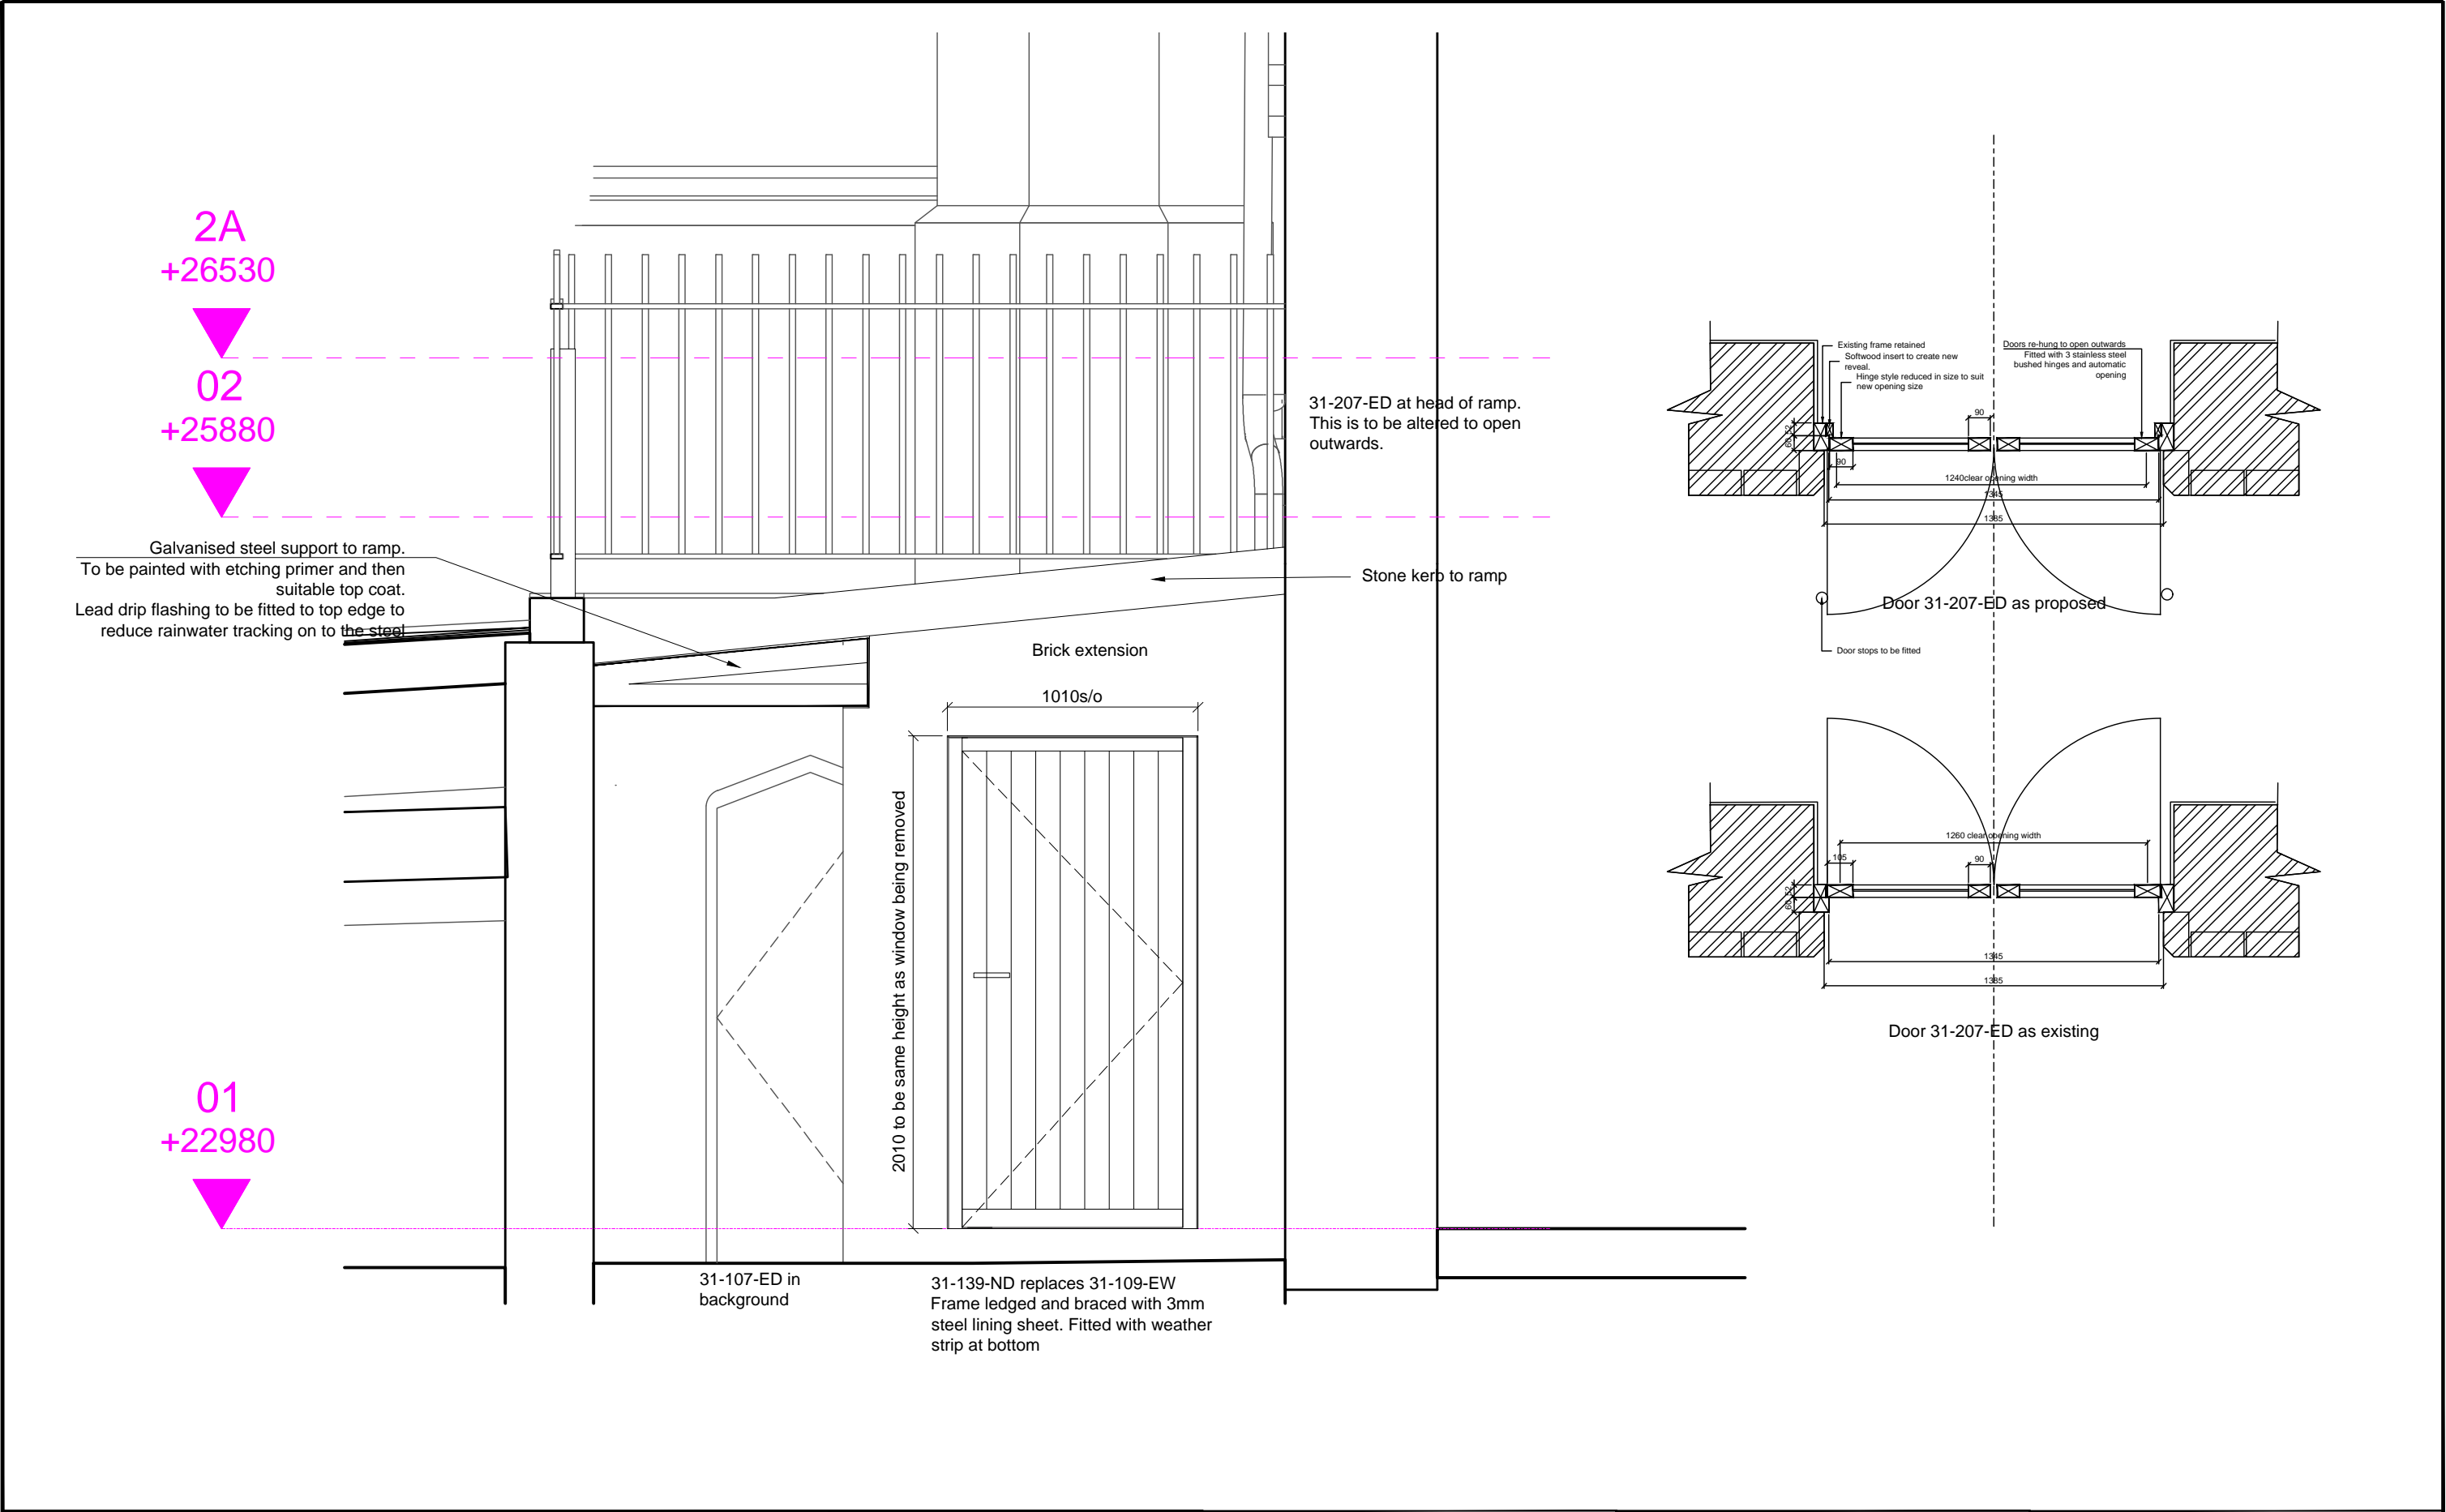 2A
+26530
02
+25880
Galvanised steel support to ramp.
To be painted with etching primer and then
suitable top coat.
Lead drip flashing to be fitted to top edge to
reduce rainwater tracking on to the steel
01
+22980
31-207-ED at head of ramp.
This is to be altered to open
outwards.
Stone kerb to ramp
Brick extension
1010s/o
2010 to be same height as window being removed
31-107-ED in
background
31-139-ND replaces 31-109-EW
Frame ledged and braced with 3mm
steel lining sheet. Fitted with weather
strip at bottom
Existing frame retained
Softwood insert to create new
reveal.
Hinge style reduced in size to suit
new opening size
Doors re-hung to open outwards
Fitted with 3 stainless steel
bushed hinges and automatic
opening
90
60 52
90
1240clear opening width
1345
1385
Door 31-207-ED as proposed
Door stops to be fitted
1260 clear opening width
105
90
60 52
1345
1385
Door 31-207-ED as existing